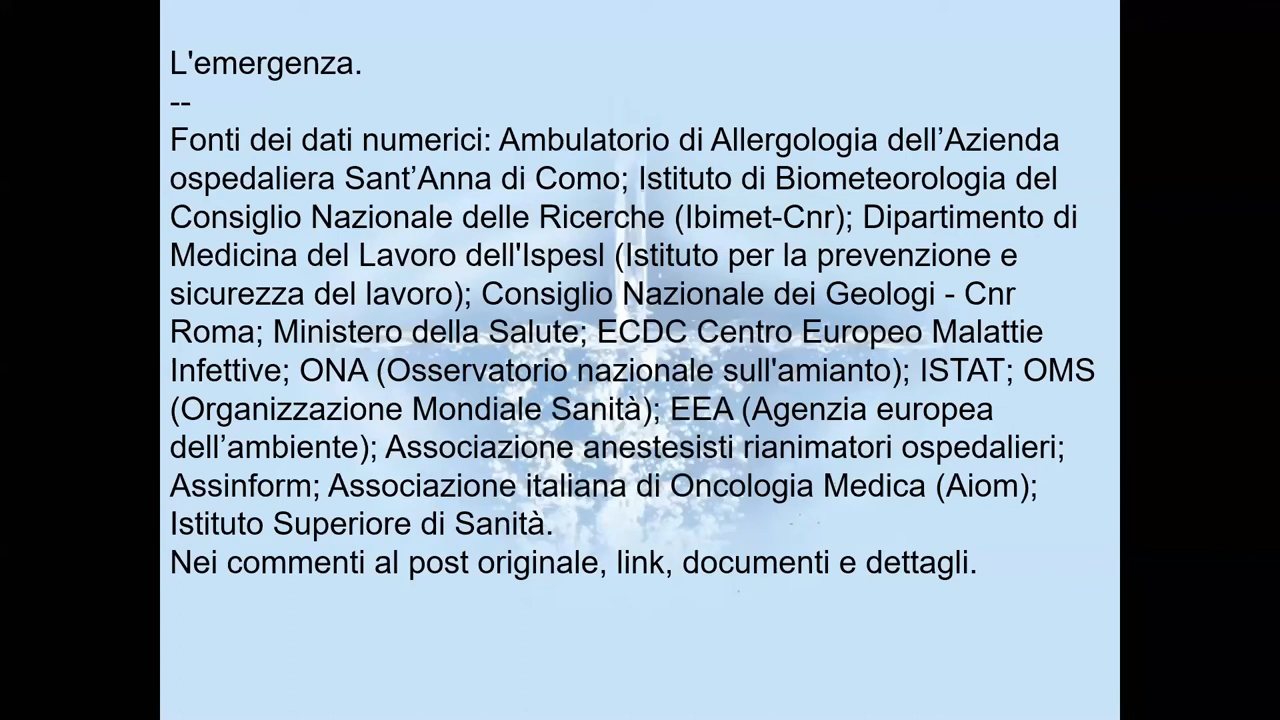 L'emergenza.
--
Fonti dei dati numerici: Ambulatorio di Allergologia dell’Azienda
ospedaliera Sant’Anna di Como; Istituto di Biometeorologia del
Consiglio Nazionale delle Ricerche (Ibimet-Cnr); Dipartimento di
Medicina del Lavoro dell'Ispesl (Istituto per la prevenzione e
sicurezza del lavoro); Consiglio Nazionale dei Geologi - Cnr
Roma; Ministero della Salute; ECDC Centro Europeo Malattie
Infettive; ONA (Osservatorio nazionale sull'amianto); ISTAT; OMS
(Organizzazione Mondiale Sanità); EEA (Agenzia europea
dell’ambiente); Associazione anestesisti rianimatori ospedalieri;
Assinform; Associazione italiana di Oncologia Medica (Aiom);
Istituto Superiore di Sanità.
Nei commenti al post originale, link, documenti e dettagli.